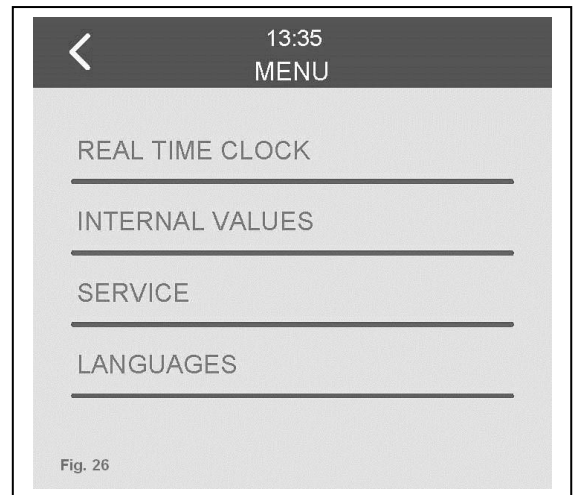 13:35
MENU
REAL TIME CLOCK
INTERNAL VALUES
SERVICE
LANGUAGES
Fig. 26